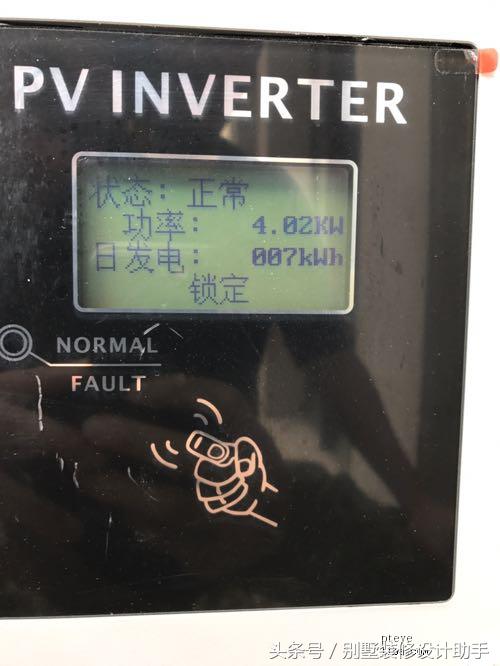 PV INVERTER
状态：正常
功率： 4.02KW
日发电： 007kWh
锁定
NORMAL
FAULT
pteye
头条号／别墅装修设计助手